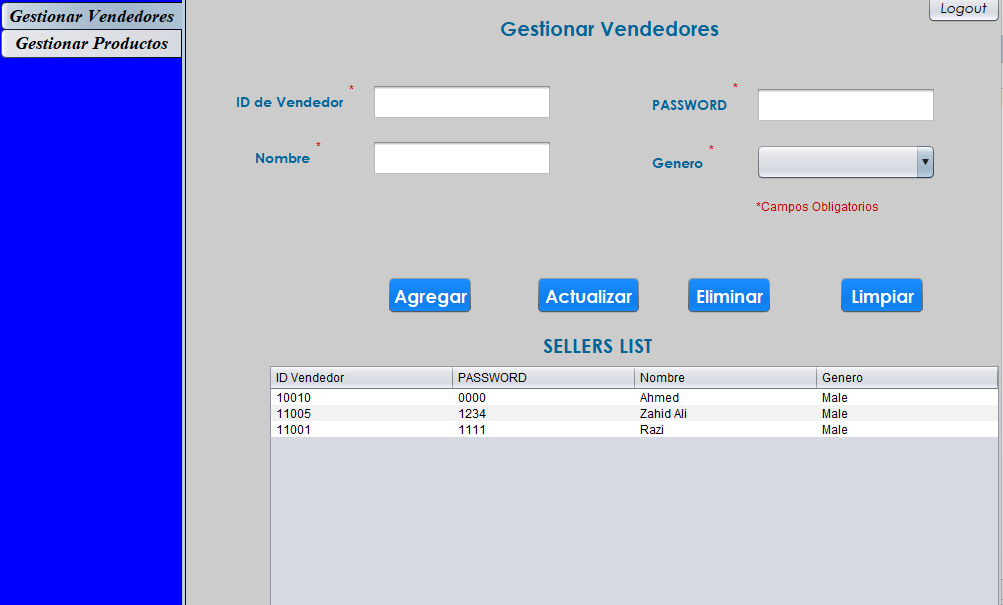 Gestionar Vendedores
Gestionar Productos
Logout
Gestionar Vendedores
ID de Vendedor *
PASSWORD *
Nombre *
Genero *
*Campos Obligatorios
Agregar Actualizar Eliminar Limpiar
SELLERS LIST
ID Vendedor PASSWORD Nombre Genero
10010 0000 Ahmed Male
11005 1234 Zahid Ali Male
11001 1111 Razi Male